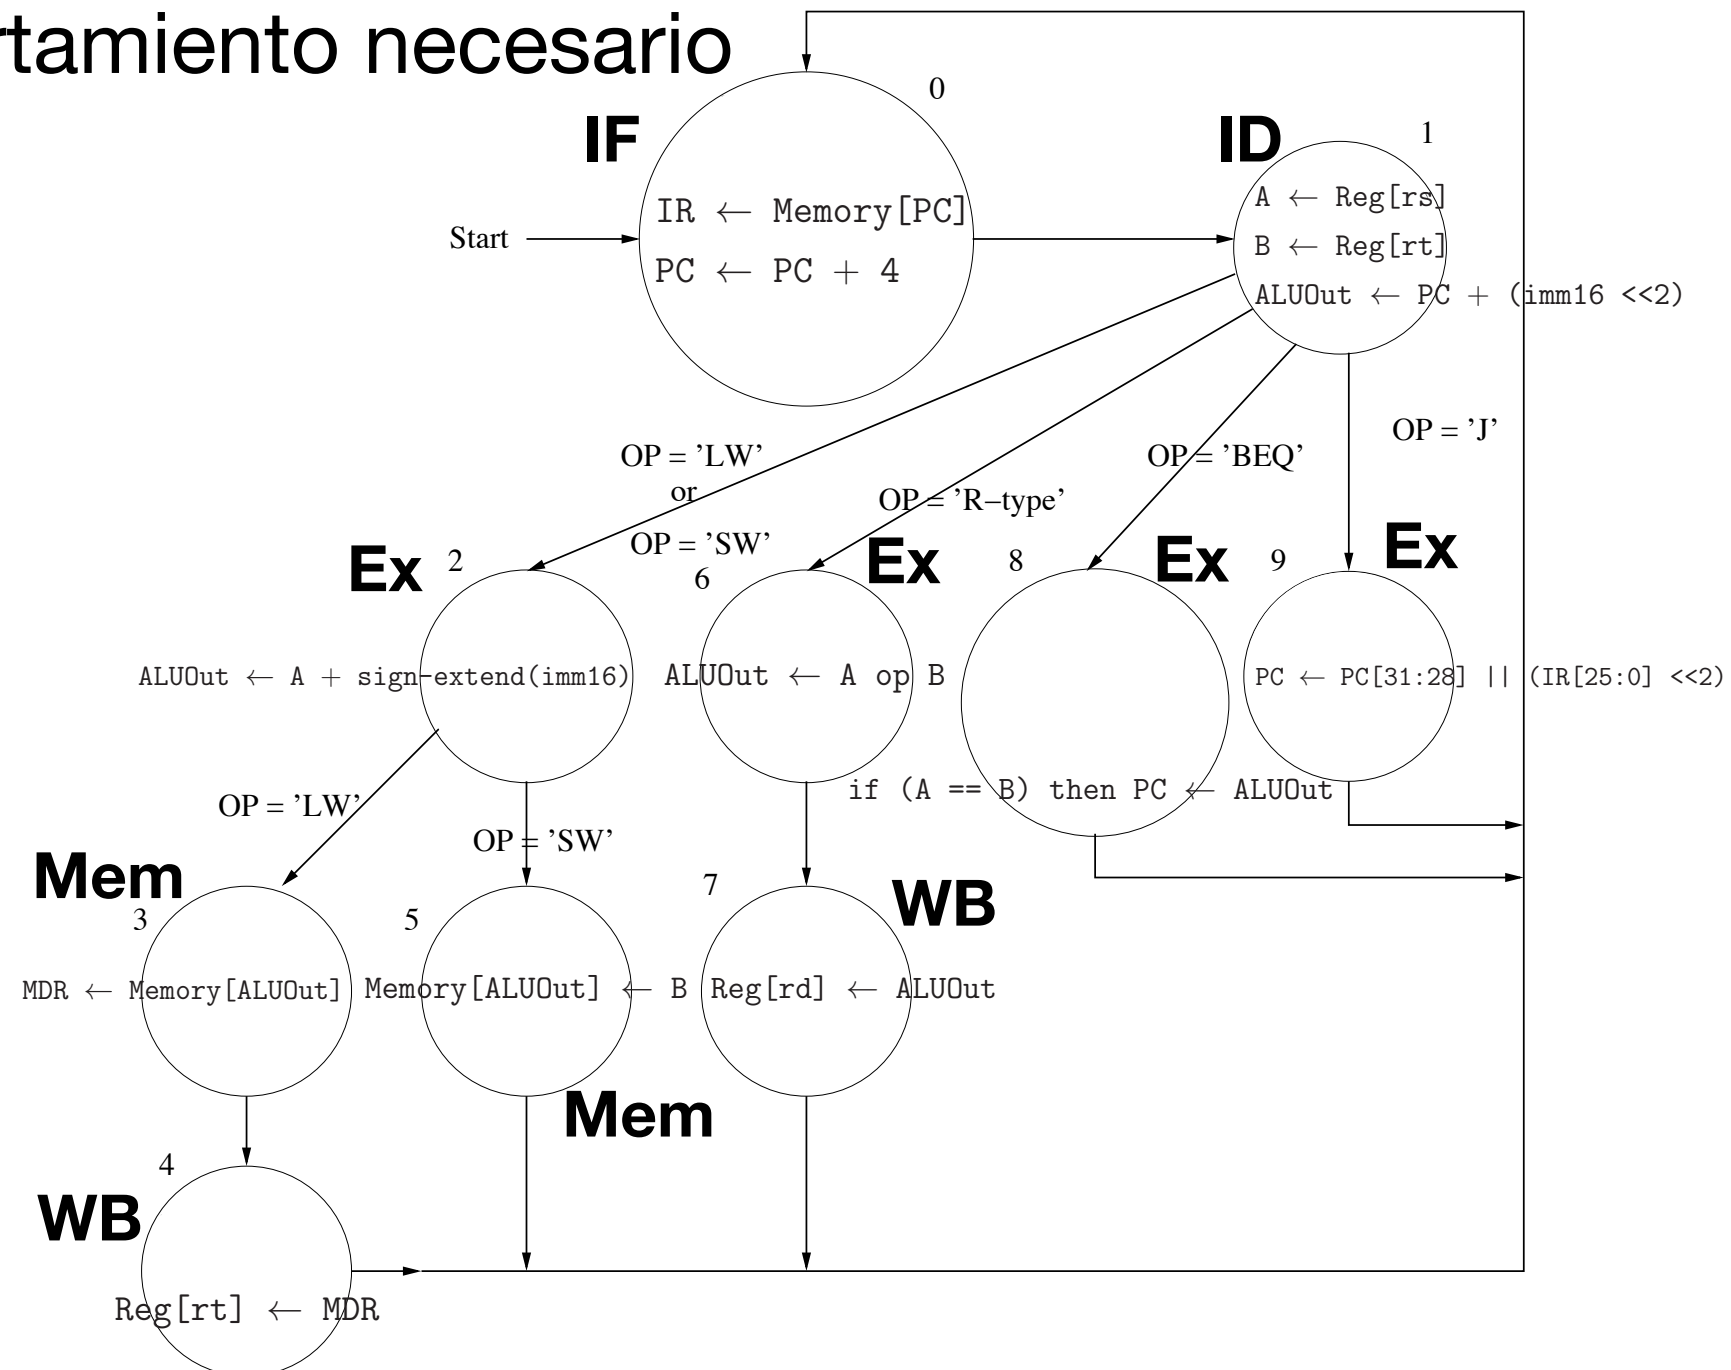 rtamiento necesario
0
IF
IR ← Memory[PC]
PC ← PC + 4
Start
ID
1
A ← Reg[rs]
B ← Reg[rt]
ALUOut ← PC + (imm16 <<2)
OP = ’LW’
or
OP = ’SW’
OP = ’R–type’
OP = ’BEQ’
OP = ’J’
Ex
2
ALUOut ← A + sign-extend(imm16)
6
Ex
ALUOut ← A op B
8
Ex
if (A == B) then PC ← ALUOut
9
Ex
PC ← PC[31:28] || (IR[25:0] <<2)
OP = ’LW’
OP = ’SW’
Mem
3
MDR ← Memory[ALUOut]
5
Memory[ALUOut] ← B
Mem
7
WB
Reg[rd] ← ALUOut
4
WB
Reg[rt] ← MDR